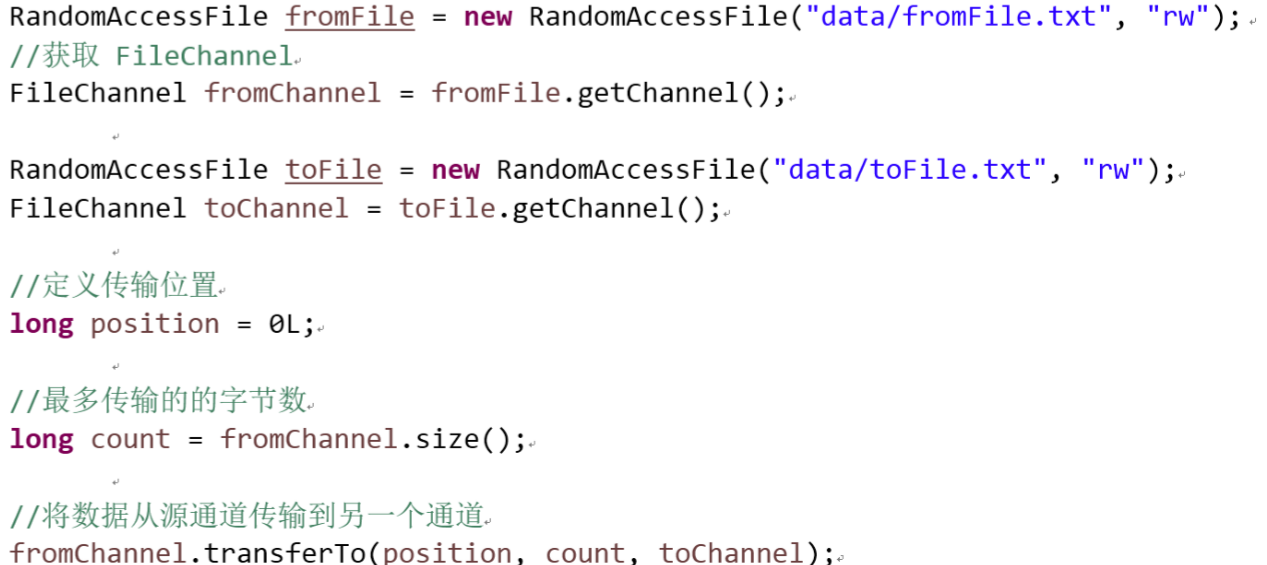 RandomAccessFile fromFile = new RandomAccessFile("data/fromFile.txt", "rw");
//获取 FileChannel
FileChannel fromChannel = fromFile.getChannel();
RandomAccessFile toFile = new RandomAccessFile("data/toFile.txt", "rw");
FileChannel toChannel = toFile.getChannel();
//定义传输位置
long position = 0L;
//最多传输的的字节数
long count = fromChannel.size();
//将数据从源通道传输到另一个通道
fromChannel.transferTo(position, count, toChannel);